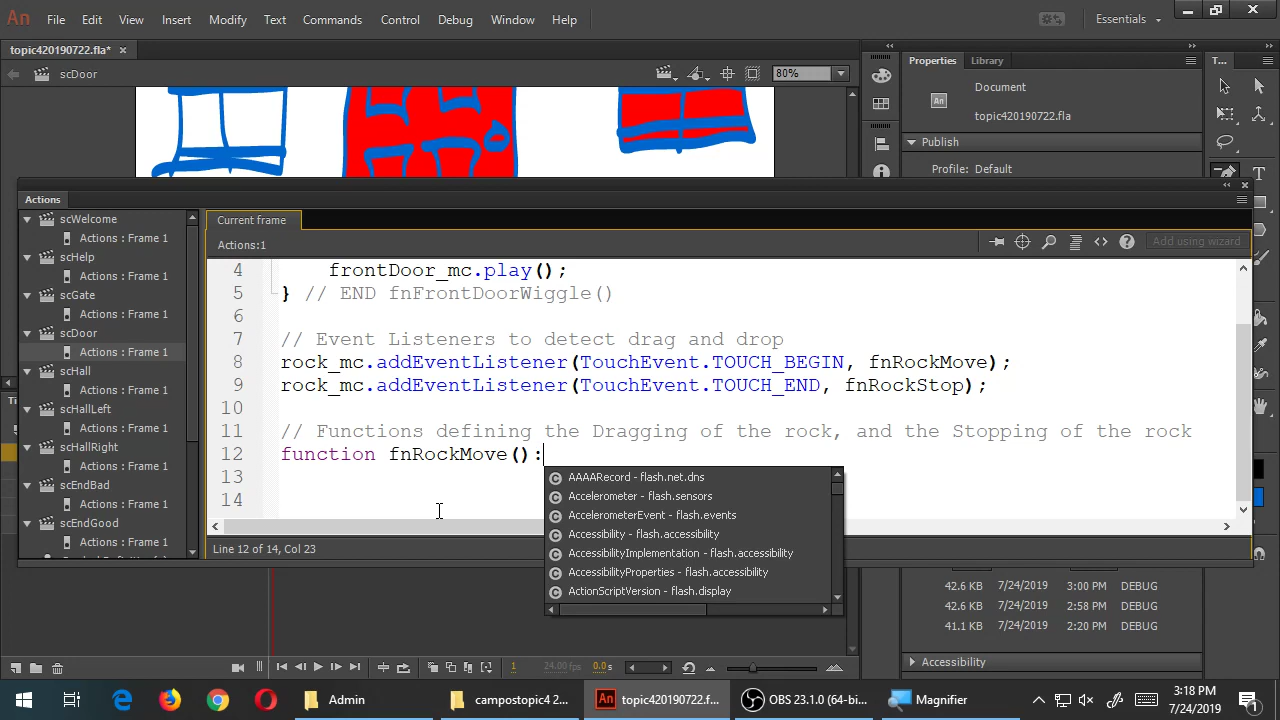 An File Edit View Insert Modify Text Commands Control Debug Window Help Essentials
topic420190722.fla* ×
scDoor 80%
Properties Library T...
Document
An topic420190722.fla
Publish
Profile: Default
Actions
scWelcome
Actions : Frame 1
scHelp
Actions : Frame 1
scGate
Actions : Frame 1
scDoor
Actions : Frame 1
scHall
Actions : Frame 1
scHallLeft
Actions : Frame 1
scHallRight
Actions : Frame 1
scEndBad
Actions : Frame 1
scEndGood
Actions : Frame 1
Current frame
Actions:1 Add using wizard
4 frontDoor_mc.play();
5 } // END fnFrontDoorWiggle()
6
7 // Event Listeners to detect drag and drop
8 rock_mc.addEventListener(TouchEvent.TOUCH_BEGIN, fnRockMove);
9 rock_mc.addEventListener(TouchEvent.TOUCH_END, fnRockStop);
10
11 // Functions defining the Dragging of the rock, and the Stopping of the rock
12 function fnRockMove():
13
14
AAAARecord - flash.net.dns
Accelerometer - flash.sensors
AccelerometerEvent - flash.events
Accessibility - flash.accessibility
AccessibilityImplementation - flash.accessibility
AccessibilityProperties - flash.accessibility
ActionScriptVersion - flash.display
Line 12 of 14, Col 23
42.6 KB 7/24/2019 3:00 PM DEBUG
42.6 KB 7/24/2019 2:58 PM DEBUG
41.1 KB 7/24/2019 2:20 PM DEBUG
Accessibility
1 24.00 fps 0.0 s
Admin campostopic4 2... An topic420190722.f... OBS 23.1.0 (64-bi... Magnifier
3:18 PM
7/24/2019